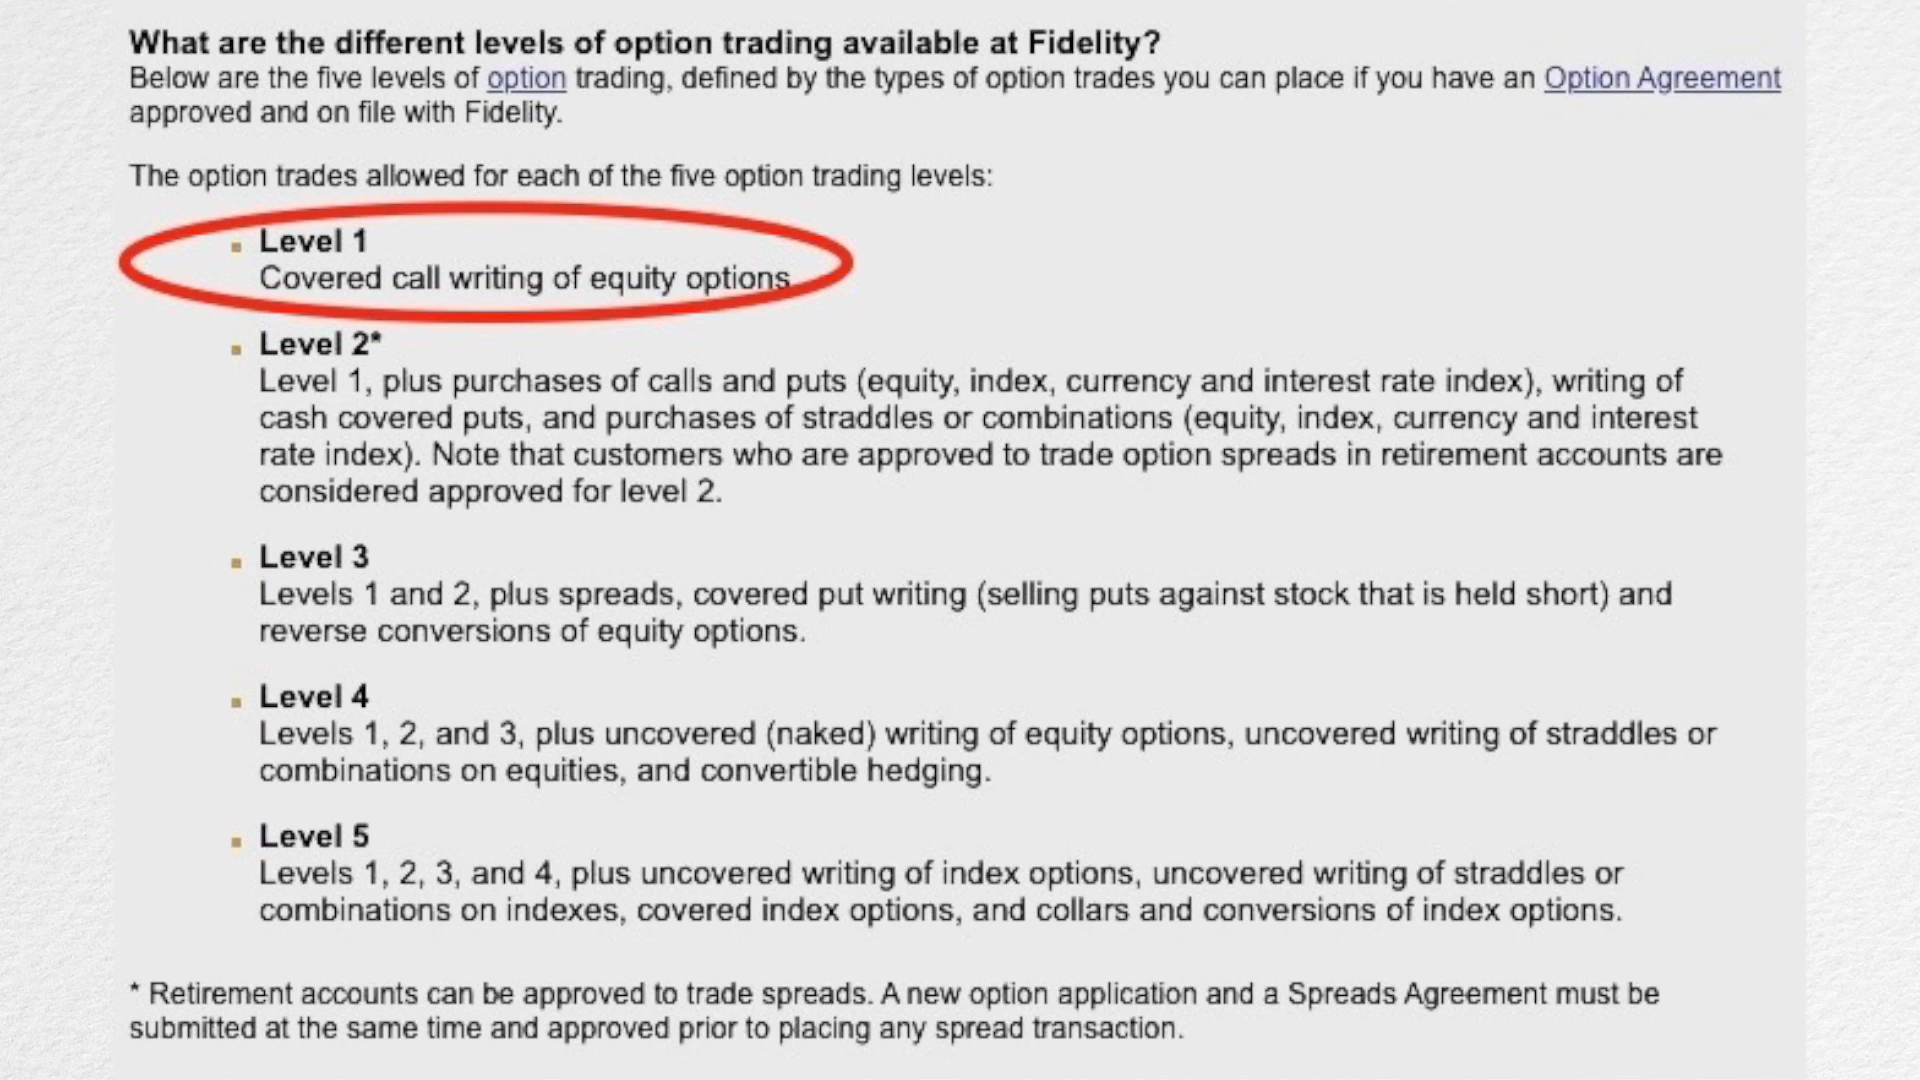 What are the different levels of option trading available at Fidelity?
Below are the five levels of option trading, defined by the types of option trades you can place if you have an Option Agreement
approved and on file with Fidelity.
The option trades allowed for each of the five option trading levels:
Level 1
Covered call writing of equity options
Level 2*
Level 1, plus purchases of calls and puts (equity, index, currency and interest rate index), writing of
cash covered puts, and purchases of straddles or combinations (equity, index, currency and interest
rate index). Note that customers who are approved to trade option spreads in retirement accounts are
considered approved for level 2.
Level 3
Levels 1 and 2, plus spreads, covered put writing (selling puts against stock that is held short) and
reverse conversions of equity options.
Level 4
Levels 1, 2, and 3, plus uncovered (naked) writing of equity options, uncovered writing of straddles or
combinations on equities, and convertible hedging.
Level 5
Levels 1, 2, 3, and 4, plus uncovered writing of index options, uncovered writing of straddles or
combinations on indexes, covered index options, and collars and conversions of index options.
* Retirement accounts can be approved to trade spreads. A new option application and a Spreads Agreement must be
submitted at the same time and approved prior to placing any spread transaction.